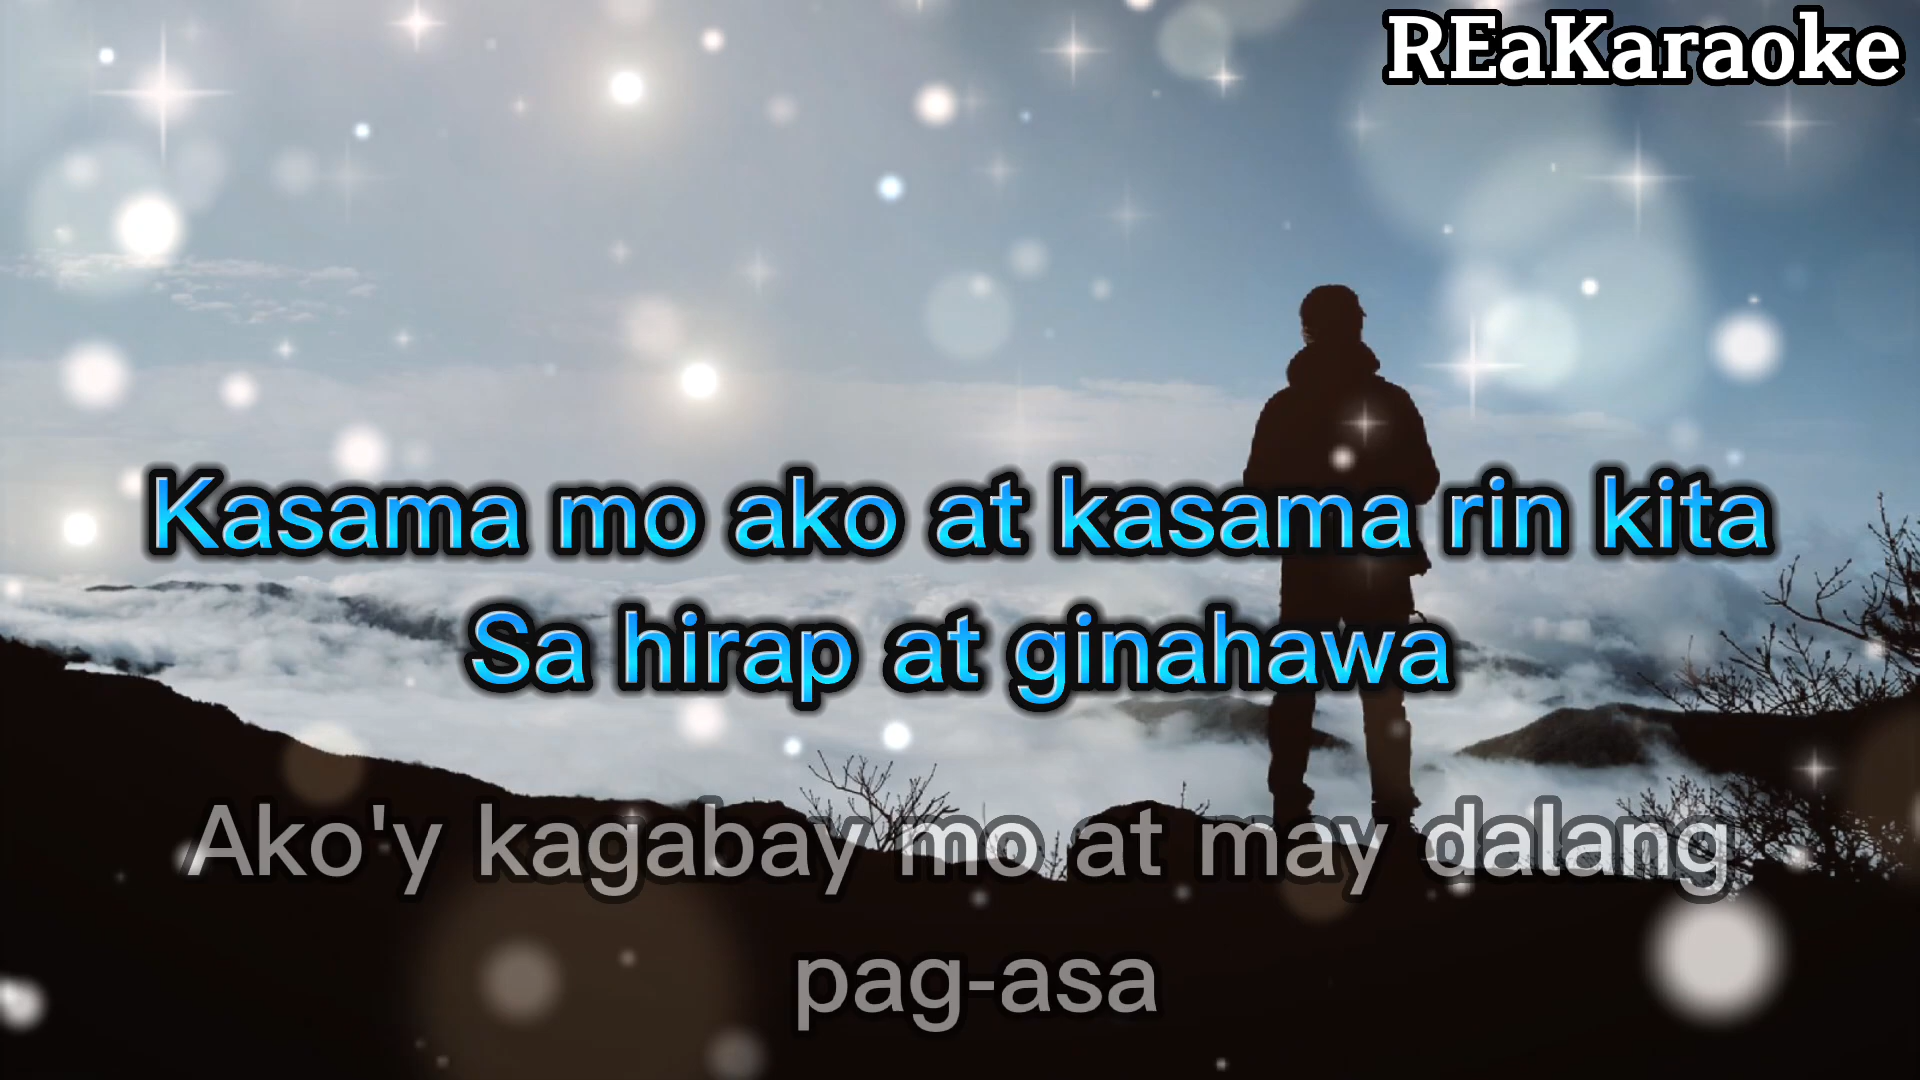 REaKaraoke
Kasama mo ako at kasama rin kita
Sa hirap at ginahawa
Ako'y kagabay mo at may dalang
pag-asa